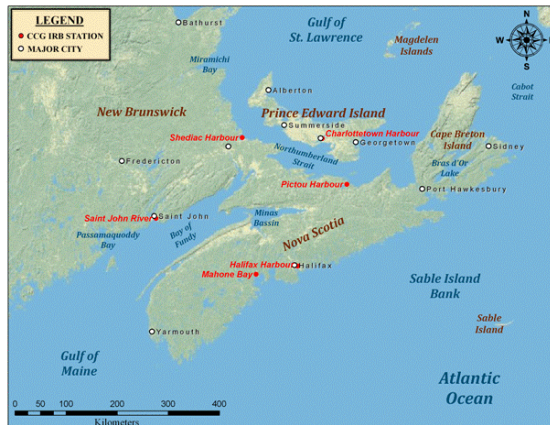 LEGEND
CCG IRB STATION
MAJOR CITY
Bathurst
Gulf of
St. Lawrence
Magdelen
Islands
N
W
E
S
Miramichi
Bay
Cabot
Strait
Alberton
New Brunswick
Prince Edward Island
Summerside
Shediac Harbour
Charlottetown Harbour
Georgetown
Cape Breton
Island
Sidney
Northumberland
Strait
Fredericton
Bras d'Or
Lake
Pictou Harbour
Port Hawkesbury
Saint John River
Saint John
Minas
Bassin
Passamaquoddy
Bay
Bay of
Fundy
Nova Scotia
Halifax Harbour
Halifax
Mahone Bay
Sable Island
Bank
Sable
Island
Yarmouth
Gulf of
Maine
Atlantic
Ocean
0 50 100 200 300 400
Kilometers